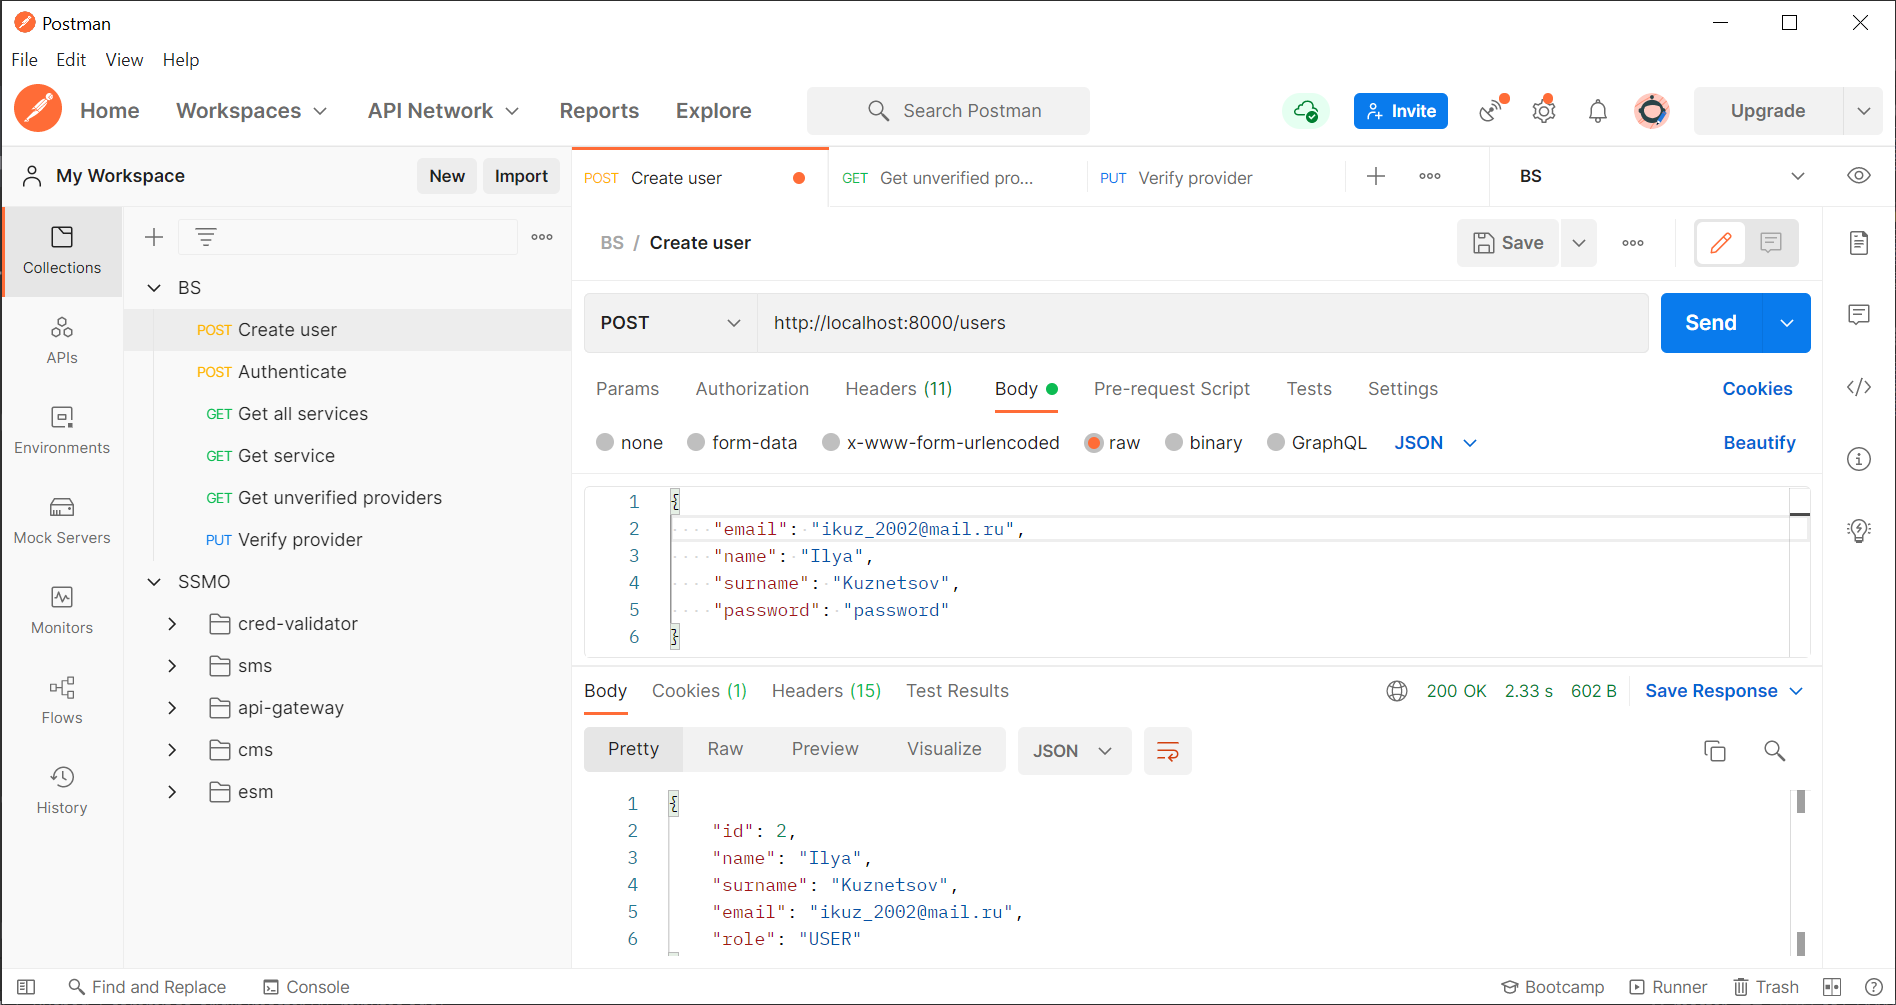 Postman
File Edit View Help
Home Workspaces API Network Reports Explore Search Postman Invite Upgrade
My Workspace New Import
POST Create user GET Get unverified pro... PUT Verify provider BS
Collections
APIs
Environments
Mock Servers
Monitors
Flows
History
BS
POST Create user
POST Authenticate
GET Get all services
GET Get service
GET Get unverified providers
PUT Verify provider
SSMO
cred-validator
sms
api-gateway
cms
esm
BS / Create user Save
POST http://localhost:8000/users Send
Params Authorization Headers (11) Body Pre-request Script Tests Settings Cookies
none form-data x-www-form-urlencoded raw binary GraphQL JSON Beautify
1 {
2 "email": "ikuz_2002@mail.ru",
3 "name": "Ilya",
4 "surname": "Kuznetsov",
5 "password": "password"
6 }
Body Cookies (1) Headers (15) Test Results 200 OK 2.33 s 602 B Save Response
Pretty Raw Preview Visualize JSON
1 {
2 "id": 2,
3 "name": "Ilya",
4 "surname": "Kuznetsov",
5 "email": "ikuz_2002@mail.ru",
6 "role": "USER"
Find and Replace Console Bootcamp Runner Trash